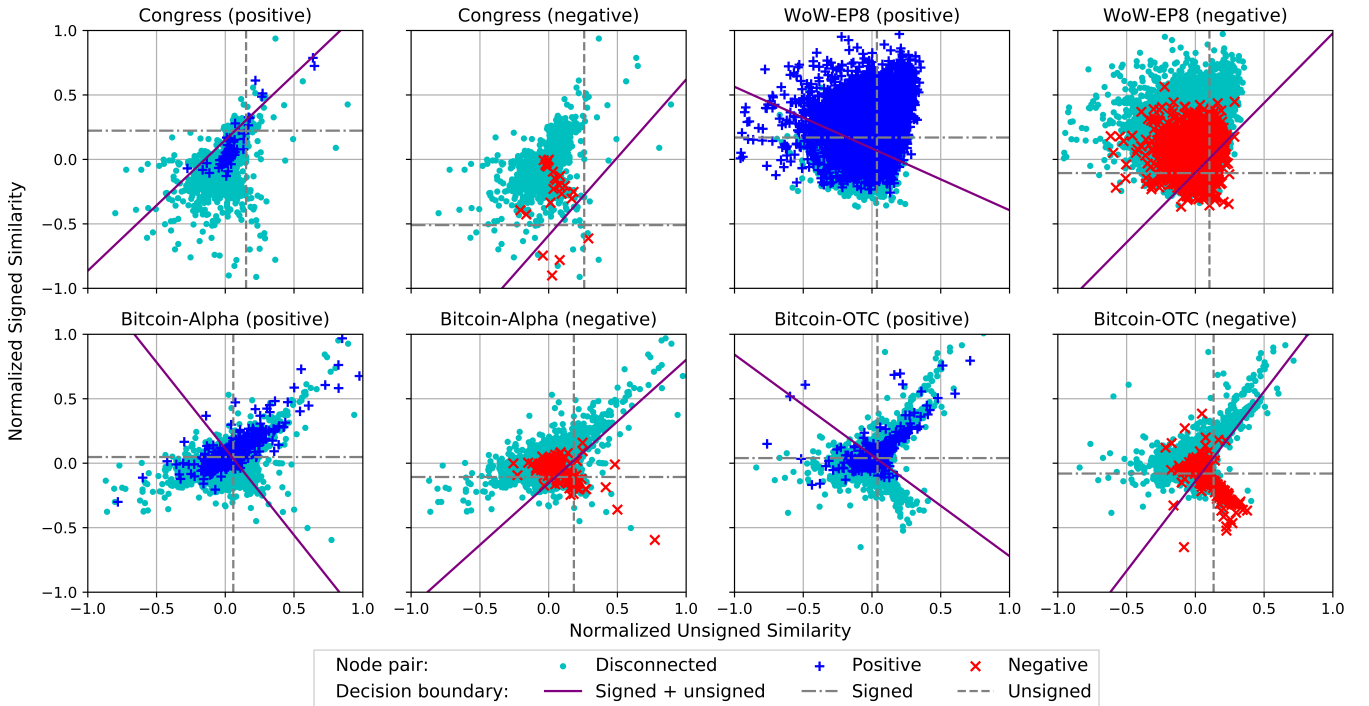 Congress (positive)
Congress (negative)
WoW-EP8 (positive)
WoW-EP8 (negative)
1.0
0.5
0.0
−0.5
−1.0
Bitcoin-Alpha (positive)
Bitcoin-Alpha (negative)
Bitcoin-OTC (positive)
Bitcoin-OTC (negative)
1.0
0.5
0.0
−0.5
−1.0
−1.0 −0.5 0.0 0.5 1.0
−1.0 −0.5 0.0 0.5 1.0
−1.0 −0.5 0.0 0.5 1.0
−1.0 −0.5 0.0 0.5 1.0
Normalized Signed Similarity
Normalized Unsigned Similarity
Node pair: Disconnected Positive Negative
Decision boundary: Signed + unsigned Signed Unsigned